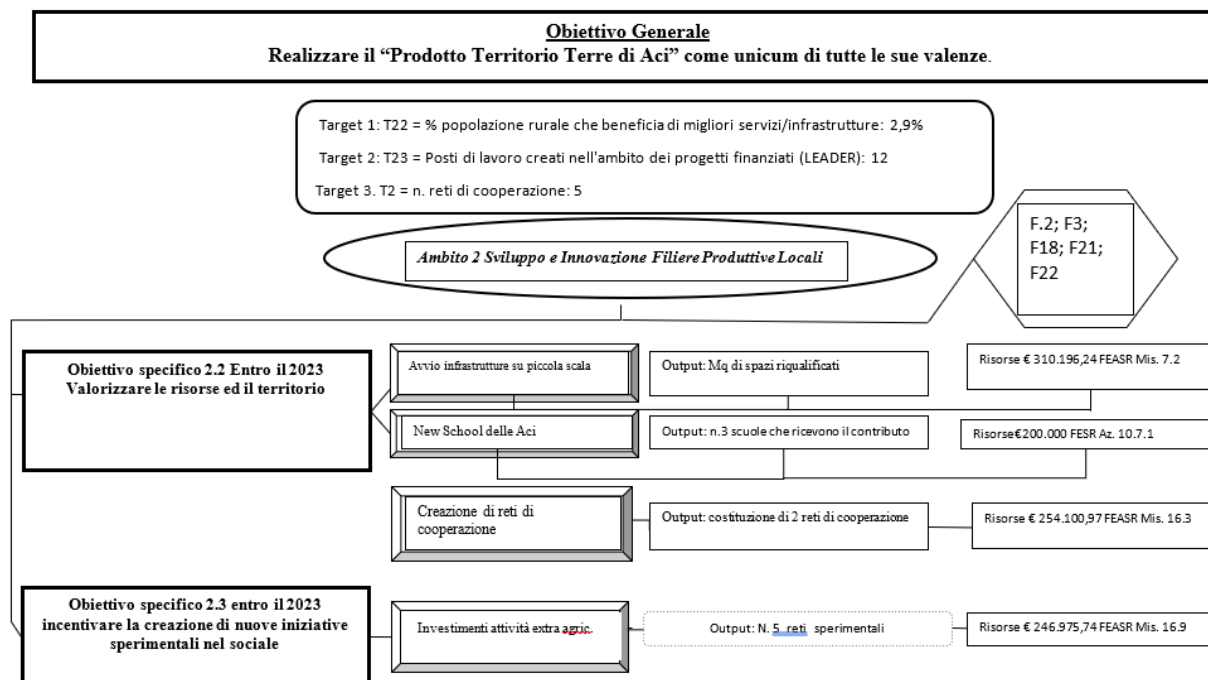 Obiettivo Generale
Realizzare il “Prodotto Territorio Terre di Aci” come unicum di tutte le sue valenze.
Target 1: T22 = % popolazione rurale che beneficia di migliori servizi/infrastrutture: 2,9%
Target 2: T23 = Posti di lavoro creati nell'ambito dei progetti finanziati (LEADER): 12
Target 3. T2 = n. reti di cooperazione: 5
F.2; F3;
F18; F21;
F22
Ambito 2 Sviluppo e Innovazione Filiere Produttive Locali
Obiettivo specifico 2.2 Entro il 2023
Valorizzare le risorse ed il territorio
Avvio infrastrutture su piccola scala
Output: Mq di spazi riqualificati
Risorse € 310.196,24 FEASR Mis. 7.2
New School delle Aci
Output: n.3 scuole che ricevono il contributo
Risorse€200.000 FESR Az. 10.7.1
Creazione di reti di
cooperazione
Output: costituzione di 2 reti di cooperazione
Risorse € 254.100,97 FEASR Mis. 16.3
Obiettivo specifico 2.3 entro il 2023
incentivare la creazione di nuove iniziative
sperimentali nel sociale
Investimenti attività extra agric.
Output: N. 5 reti sperimentali
Risorse € 246.975,74 FEASR Mis. 16.9